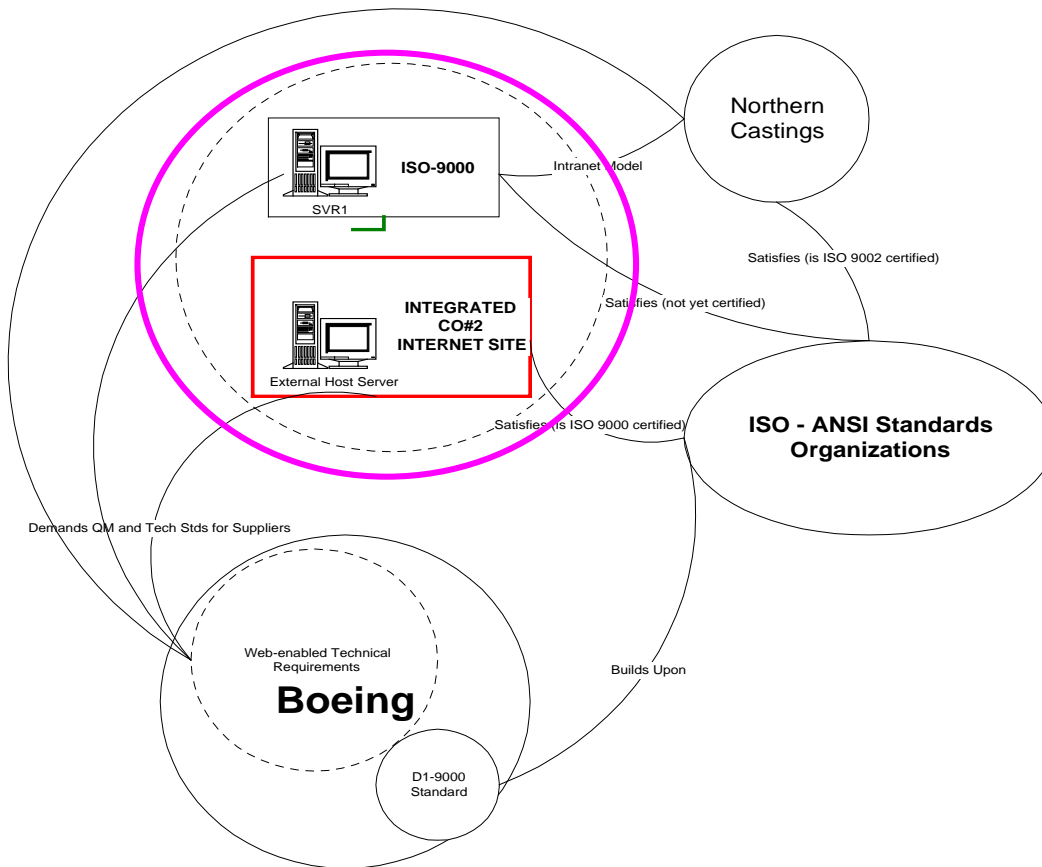 Northern
Castings
ISO-9000
Intranet Model
SVR1
Satisfies (is ISO 9002 certified)
Satisfies (not yet certified)
INTEGRATED
CO#2
INTERNET SITE
External Host Server
Satisfies (is ISO 9000 certified)
ISO - ANSI Standards
Organizations
Demands QM and Tech Stds for Suppliers
Web-enabled Technical
Requirements
Boeing
Builds Upon
D1-9000
Standard